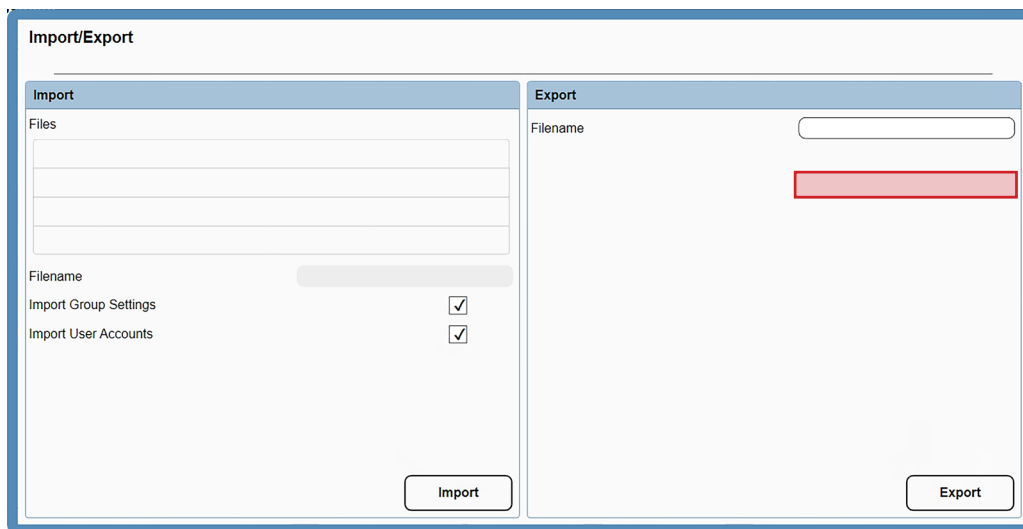 Import/Export
Import
Files
Filename
Import Group Settings
Import User Accounts
Import
Export
Filename
Export